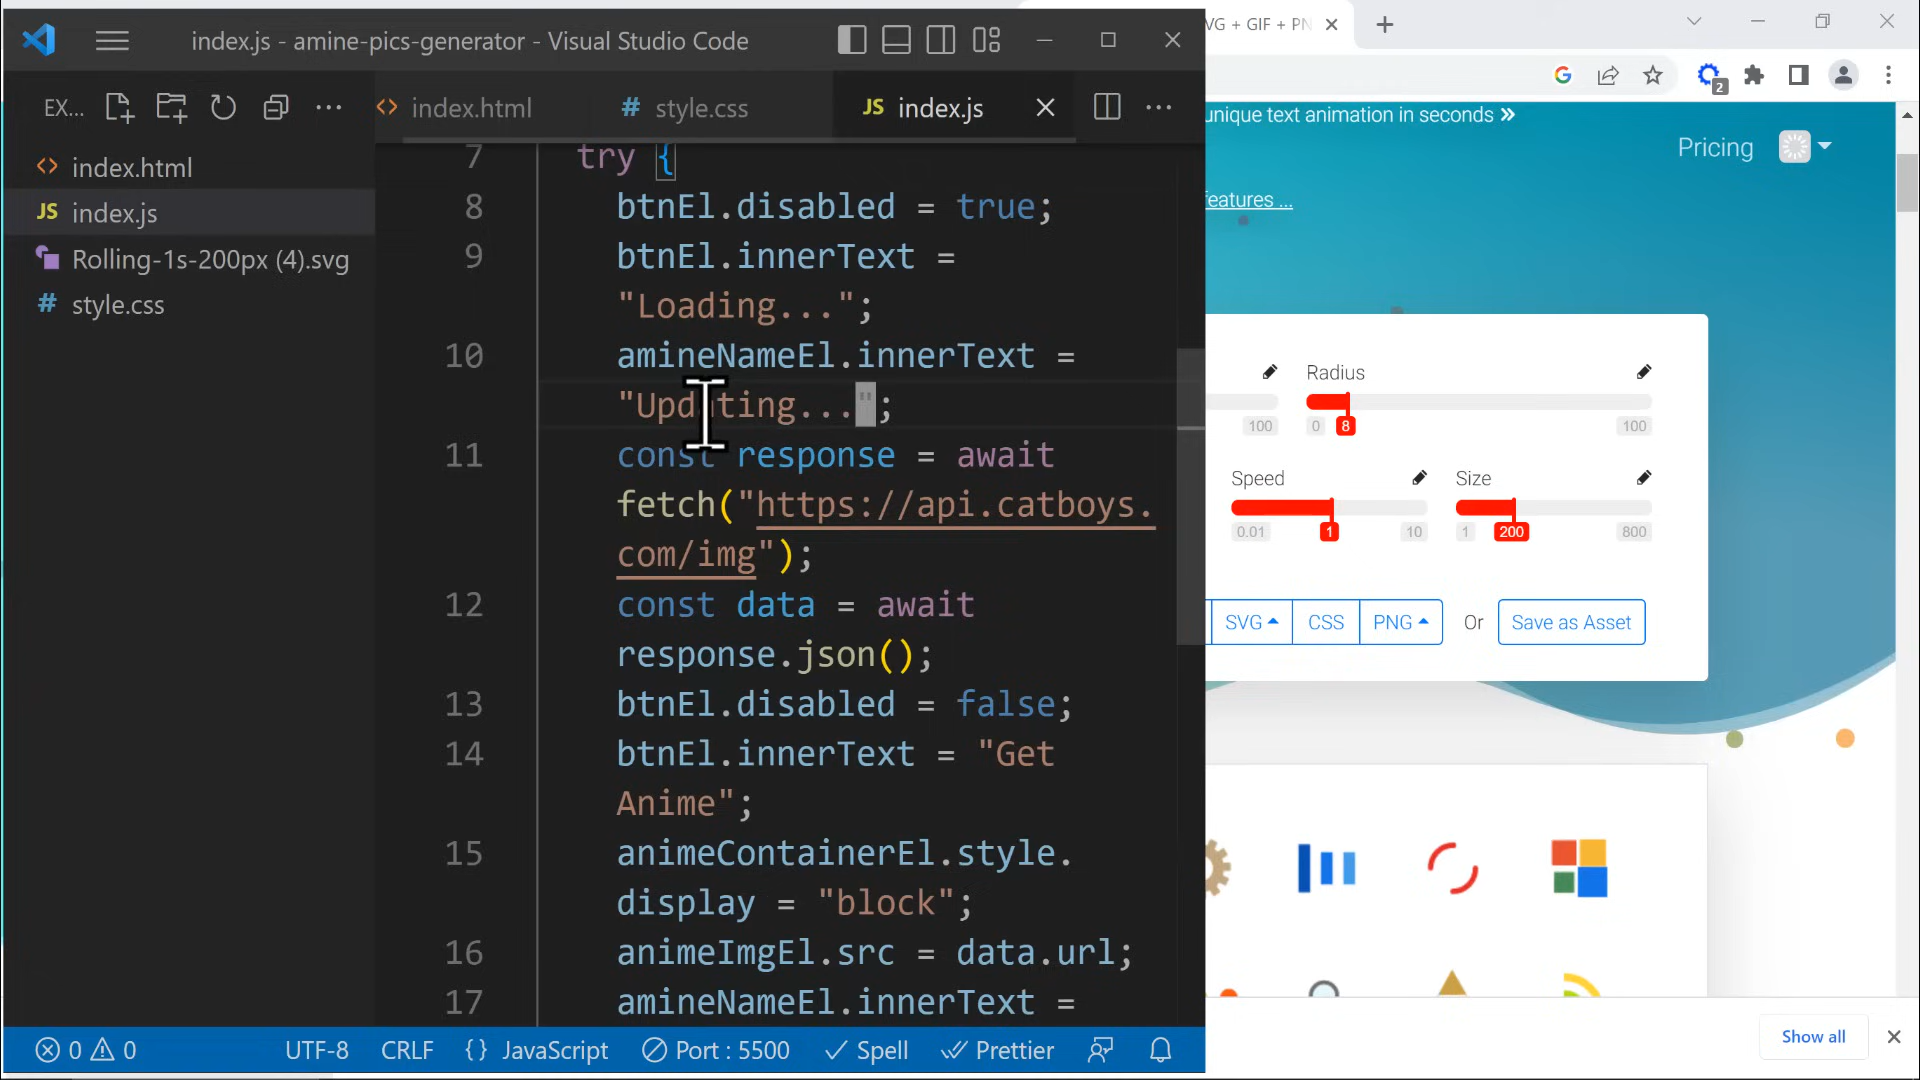 index.js - amine-pics-generator - Visual Studio Code
EX...
index.html
index.js
Rolling-1s-200px (4).svg
style.css
index.html
style.css
JS index.js
7 try {
8 btnEl.disabled = true;
9 btnEl.innerText =
"Loading...";
10 amineNameEl.innerText =
"Updating...";
11 const response = await
fetch("https://api.catboys.
com/img");
12 const data = await
response.json();
13 btnEl.disabled = false;
14 btnEl.innerText = "Get
Anime";
15 animeContainerEl.style.
display = "block";
16 animeImgEl.src = data.url;
17 amineNameEl.innerText =
0 0
UTF-8
CRLF
{} JavaScript
Port : 5500
Spell
Prettier
VG + GIF + PN
2
unique text animation in seconds »
Pricing
features ...
Radius
100
0 8 100
Speed
Size
0.01 1 10
1 200 800
SVG
CSS
PNG
Or
Save as Asset
Show all